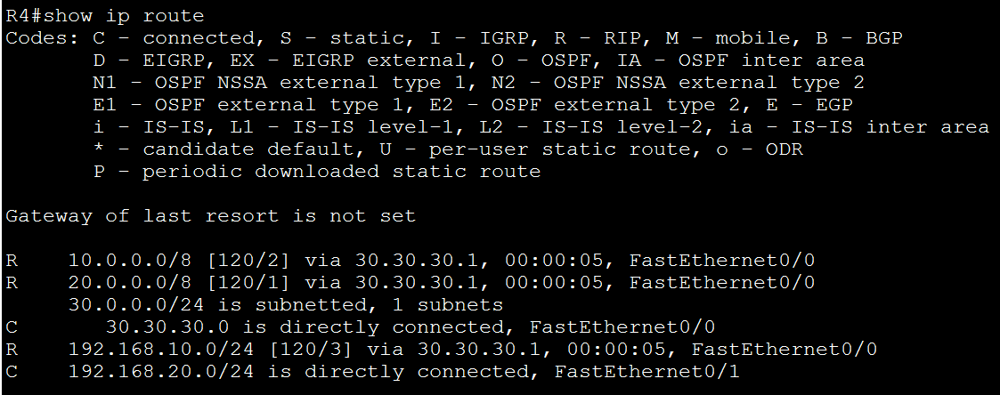 R4#show ip route
Codes: C - connected, S - static, I - IGRP, R - RIP, M - mobile, B - BGP
       D - EIGRP, EX - EIGRP external, O - OSPF, IA - OSPF inter area
       N1 - OSPF NSSA external type 1, N2 - OSPF NSSA external type 2
       E1 - OSPF external type 1, E2 - OSPF external type 2, E - EGP
       i - IS-IS, L1 - IS-IS level-1, L2 - IS-IS level-2, ia - IS-IS inter area
       * - candidate default, U - per-user static route, o - ODR
       P - periodic downloaded static route

Gateway of last resort is not set

R    10.0.0.0/8 [120/2] via 30.30.30.1, 00:00:05, FastEthernet0/0
R    20.0.0.0/8 [120/1] via 30.30.30.1, 00:00:05, FastEthernet0/0
     30.0.0.0/24 is subnetted, 1 subnets
C       30.30.30.0 is directly connected, FastEthernet0/0
R    192.168.10.0/24 [120/3] via 30.30.30.1, 00:00:05, FastEthernet0/0
C    192.168.20.0/24 is directly connected, FastEthernet0/1